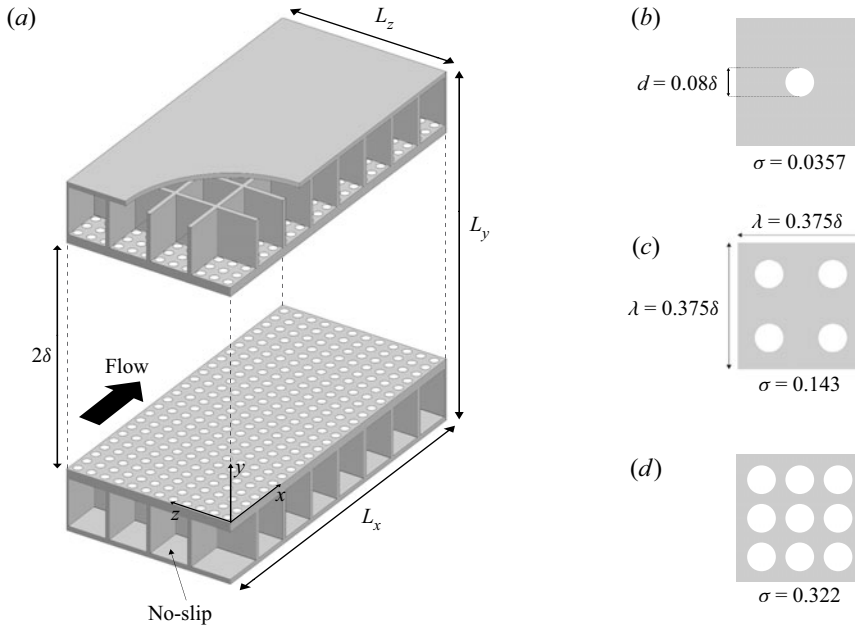 (a)
L_z
L_y
2δ
Flow
y
x
z
L_x
No-slip
(b)
d = 0.08δ
σ = 0.0357
(c)
λ = 0.375δ
λ = 0.375δ
σ = 0.143
(d)
σ = 0.322